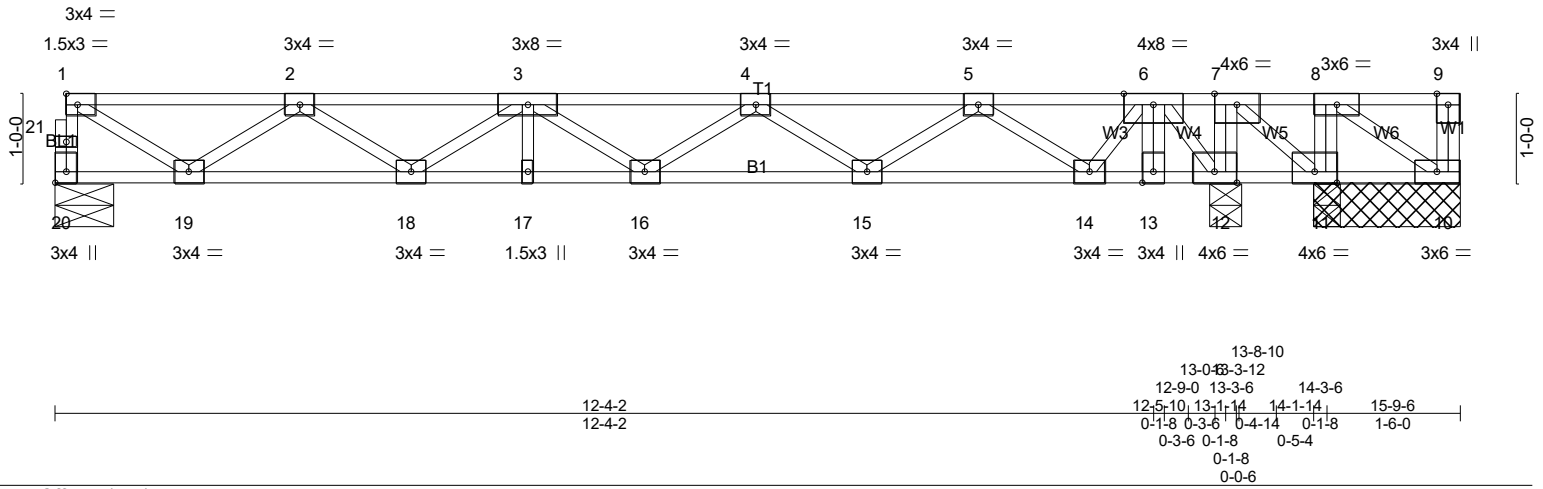 3x4 =
1.5x3 = 3x4 = 3x8 = 3x4 = 3x4 = 4x8 = 3x4 ||
4x6 = 3x6 =
1 2 3 4 5 6 7 8 9
T1
21 W3 W4 W5 W6 W1
BL1
1-0-0 1-0-0
B1
20 19 18 17 16 15 14 13 12 11 10
3x4 || 3x4 = 3x4 = 1.5x3 || 3x4 = 3x4 = 3x4 = 3x4 || 4x6 = 4x6 = 3x6 =
13-8-10
13-0-6 13-3-12
12-9-0 13-3-6 14-3-6
12-4-2 12-5-10 13-1-14 14-1-14 15-9-6
12-4-2 0-1-8 0-3-6 0-4-14 0-1-8 1-6-0
0-3-6 0-1-8 0-5-4
0-1-8
0-0-6